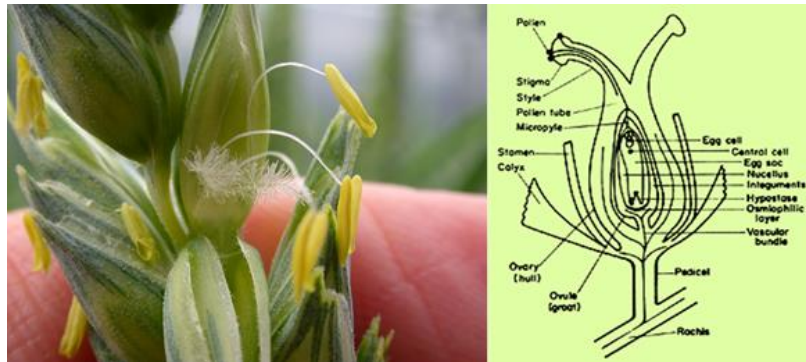 Pollen
Stigma
Style
Pollen tube
Micropyle
Stamen
Calyx
Egg cell
Central cell
Egg sac
Nucellus
Integuments
Hypostase
Osmiophilic
layer
Vascular
bundle
Ovary
(hull)
Ovule
(groat)
Pedicel
Rachis